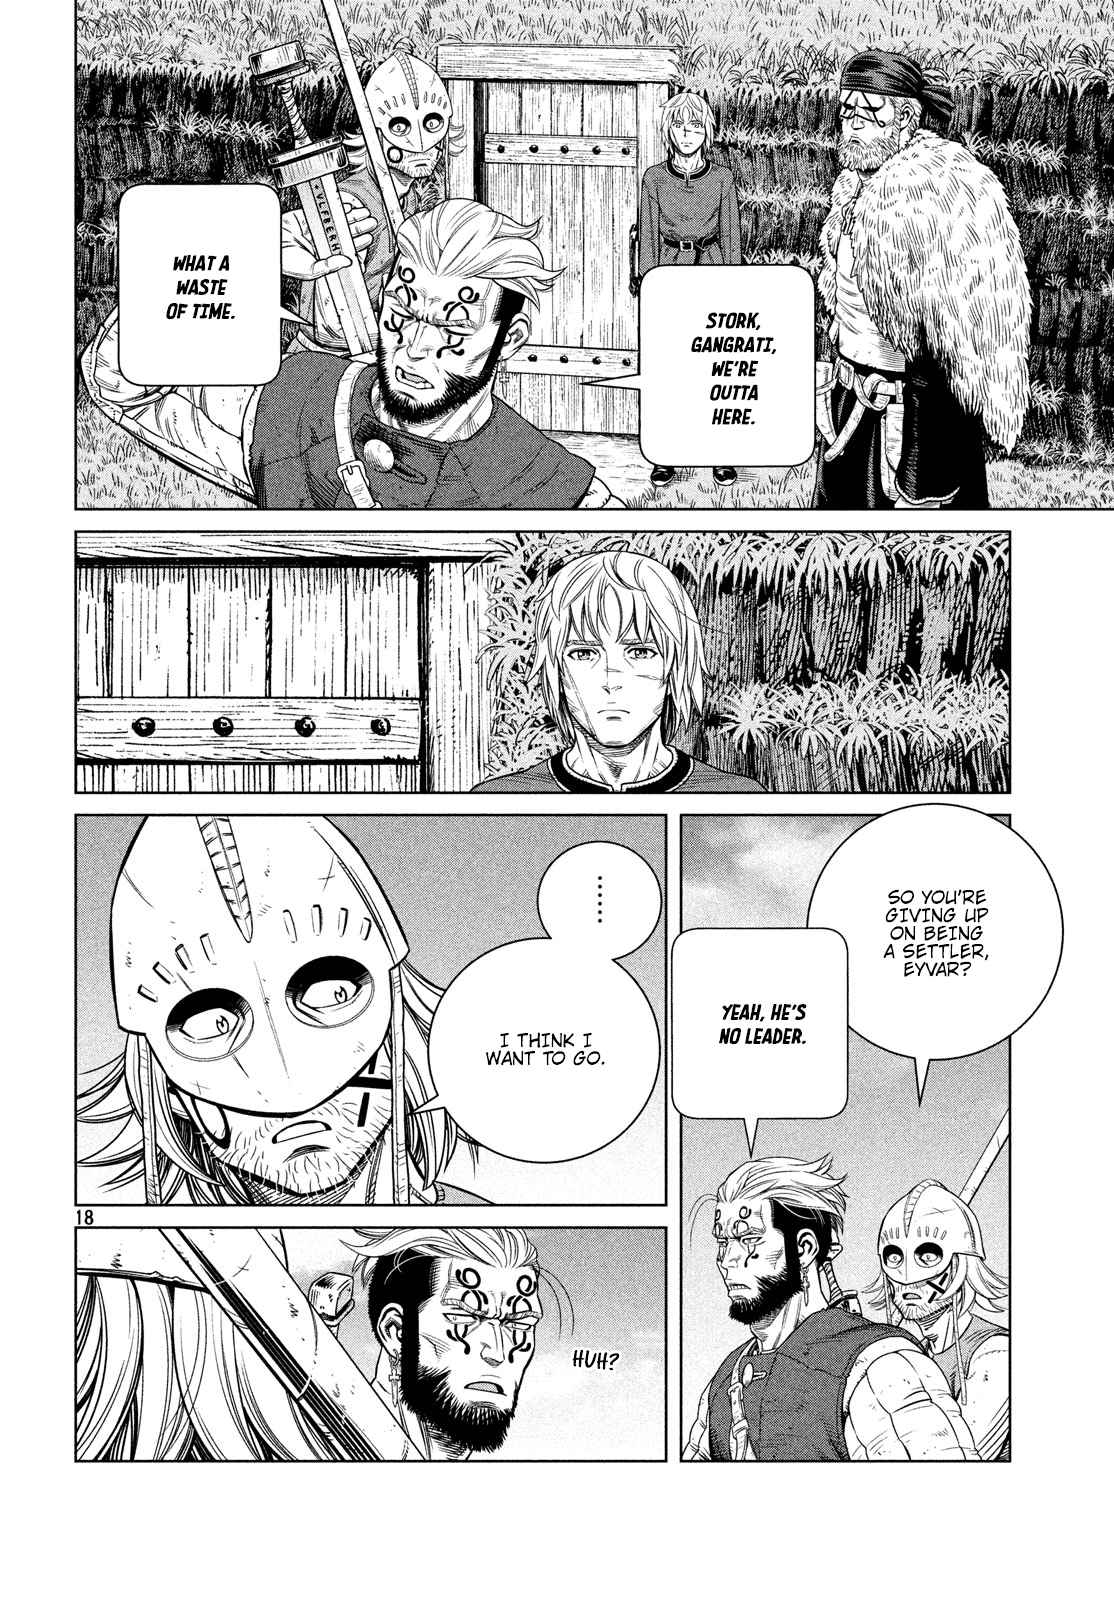 STORK,
GANGRATI,
WE'RE
OUTTA
HERE.
WHAT A
WASTE
OF TIME.
+VLFBERH
SO YOU'RE
GIVING UP
ON BEING
A SETTLER,
EYVAR?
YEAH, HE'S
NO LEADER.
......
I THINK I
WANT TO GO.
HUH?
18